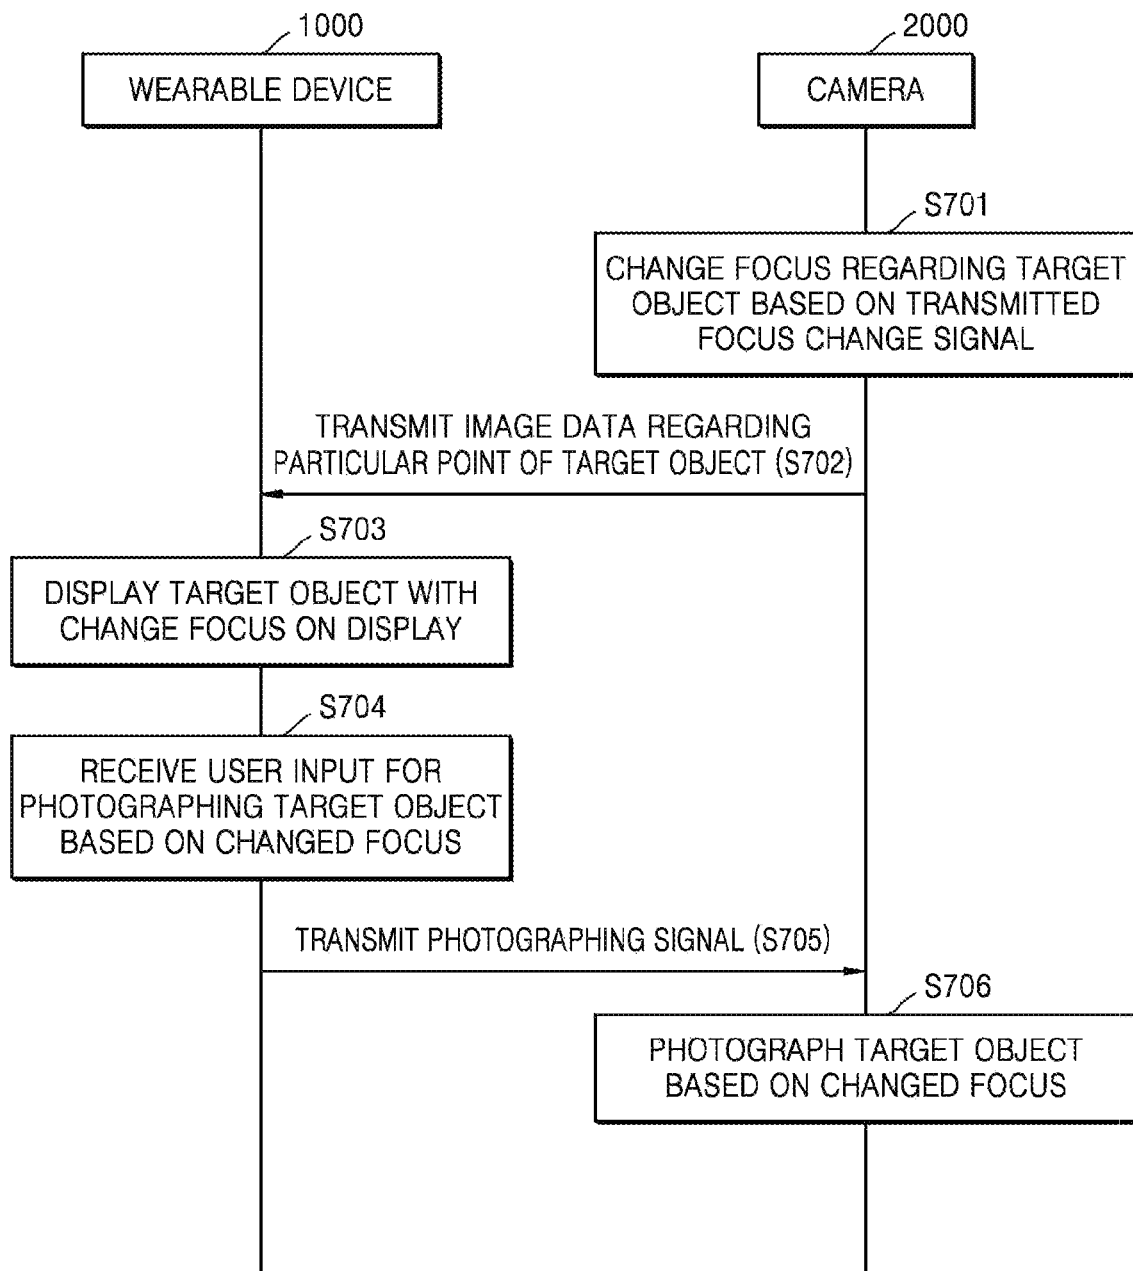 1000
2000
WEARABLE DEVICE
CAMERA
S701
CHANGE FOCUS REGARDING TARGET
OBJECT BASED ON TRANSMITTED
FOCUS CHANGE SIGNAL
TRANSMIT IMAGE DATA REGARDING
PARTICULAR POINT OF TARGET OBJECT (S702)
S703
DISPLAY TARGET OBJECT WITH
CHANGE FOCUS ON DISPLAY
S704
RECEIVE USER INPUT FOR
PHOTOGRAPHING TARGET OBJECT
BASED ON CHANGED FOCUS
TRANSMIT PHOTOGRAPHING SIGNAL (S705)
S706
PHOTOGRAPH TARGET OBJECT
BASED ON CHANGED FOCUS